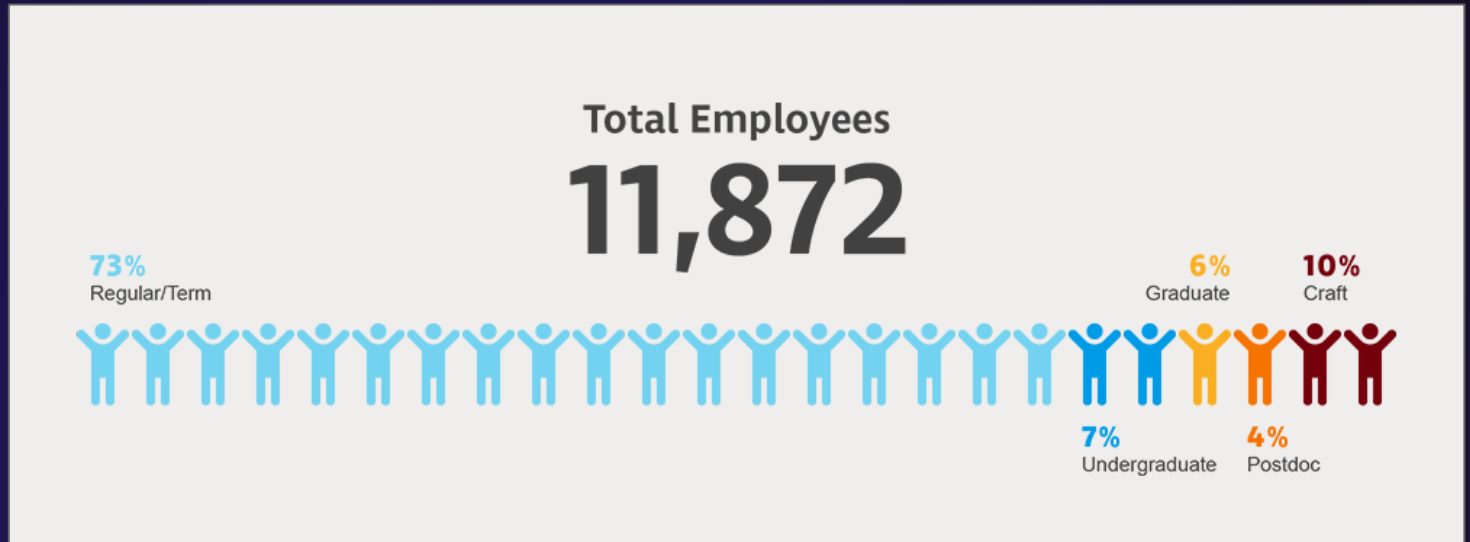 Total Employees
11,872
73%
Regular/Term
6%
Graduate
10%
Craft
7%
Undergraduate
4%
Postdoc